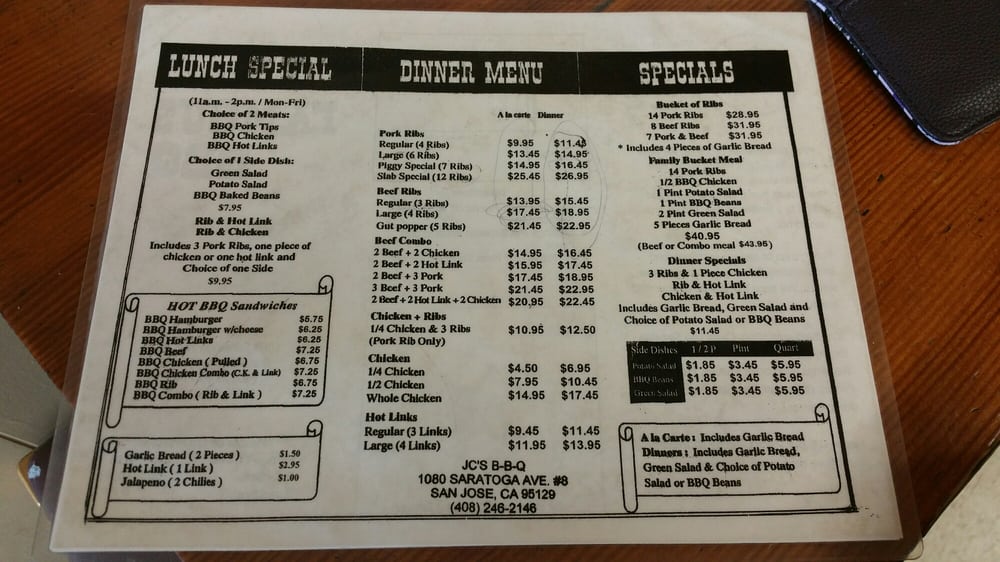 LUNCH SPECIAL
(11a.m. - 2p.m. / Mon-Fri)
Choice of 2 Meats:
BBQ Pork Tips
BBQ Chicken
BBQ Hot Links
Choice of 1 Side Dish:
Green Salad
Potato Salad
BBQ Baked Beans
$7.95
Rib & Hot Link
Rib & Chicken
Includes 3 Pork Ribs, one piece of
chicken or one hot link and
Choice of one Side
$9.95
HOT BBQ Sandwiches
BBQ Hamburger $5.75
BBQ Hamburger w/cheese $6.25
BBQ Hot Links $6.25
BBQ Beef $7.25
BBQ Chicken ( Pulled ) $6.75
BBQ Chicken Combo (C.K. & Link) $7.25
BBQ Rib $6.75
BBQ Combo ( Rib & Link ) $7.25
Garlic Bread ( 2 Pieces ) $1.50
Hot Link ( 1 Link ) $2.95
Jalapeno ( 2 Chilies ) $1.00
DINNER MENU
A la carte Dinner
Pork Ribs
Regular (4 Ribs) $9.95 $11.45
Large (6 Ribs) $13.45 $14.95
Piggy Special (7 Ribs) $14.95 $16.45
Slab Special (12 Ribs) $25.45 $26.95
Beef Ribs
Regular (3 Ribs) $13.95 $15.45
Large (4 Ribs) $17.45 $18.95
Gut popper (5 Ribs) $21.45 $22.95
Beef Combo
2 Beef + 2 Chicken $14.95 $16.45
2 Beef + 2 Hot Link $15.95 $17.45
2 Beef + 3 Pork $17.45 $18.95
3 Beef + 3 Pork $21.45 $22.95
2 Beef + 2 Hot Link + 2 Chicken $20.95 $22.45
Chicken + Ribs
1/4 Chicken & 3 Ribs $10.95 $12.50
(Pork Rib Only)
Chicken
1/4 Chicken $4.50 $6.95
1/2 Chicken $7.95 $10.45
Whole Chicken $14.95 $17.45
Hot Links
Regular (3 Links) $9.45 $11.45
Large (4 Links) $11.95 $13.95
JC'S B-B-Q
1080 SARATOGA AVE. #8
SAN JOSE, CA 95129
(408) 246-2146
SPECIALS
Bucket of Ribs
14 Pork Ribs $28.95
8 Beef Ribs $31.95
7 Pork & Beef $31.95
* Includes 4 Pieces of Garlic Bread
Family Bucket Meal
14 Pork Ribs
1/2 BBQ Chicken
1 Pint Potato Salad
1 Pint BBQ Beans
2 Pint Green Salad
5 Pieces Garlic Bread
$40.95
(Beef or Combo meal $43.95)
Dinner Specials
3 Ribs & 1 Piece Chicken
Rib & Hot Link
Chicken & Hot Link
Includes Garlic Bread, Green Salad and
Choice of Potato Salad or BBQ Beans
$11.45
Side Dishes 1/2P Pint Quart
Potato Salad $1.85 $3.45 $5.95
BBQ Beans $1.85 $3.45 $5.95
Green Salad $1.85 $3.45 $5.95
A la Carte : Includes Garlic Bread
Dinners : Includes Garlic Bread,
Green Salad & Choice of Potato
Salad or BBQ Beans